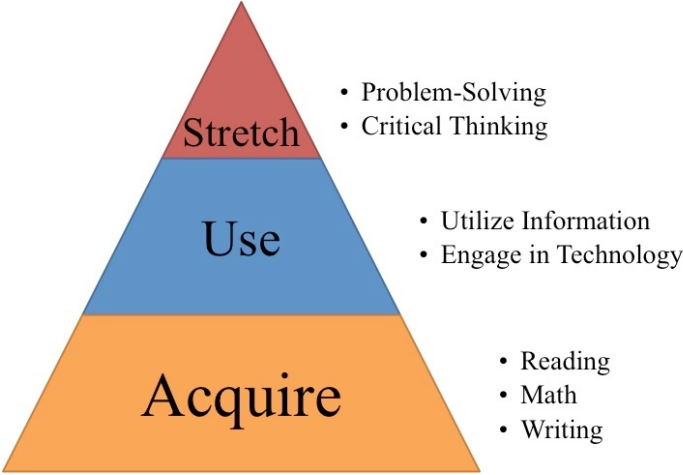 • Problem-Solving
• Critical Thinking
Stretch
• Utilize Information
Use
• Engage in Technology
• Reading
Acquire
• Math
• Writing